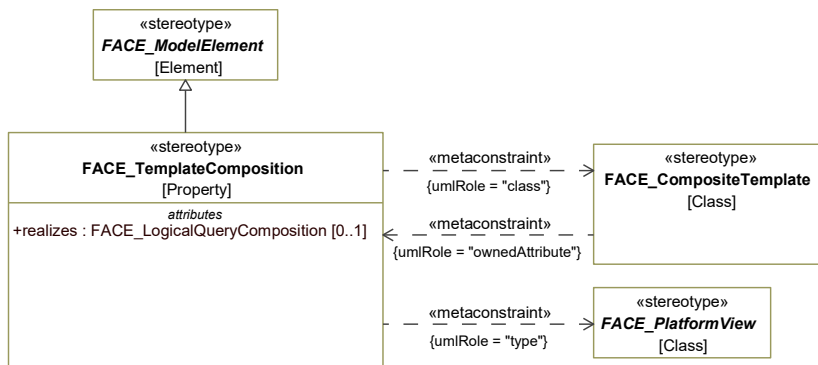 «stereotype»
FACE_ModelElement
[Element]
«stereotype»
FACE_TemplateComposition
[Property]
attributes
+realizes : FACE_LogicalQueryComposition [0..1]
«metaconstraint»
{umlRole = "class"}
«stereotype»
FACE_CompositeTemplate
[Class]
«metaconstraint»
{umlRole = "ownedAttribute"}
«metaconstraint»
{umlRole = "type"}
«stereotype»
FACE_PlatformView
[Class]